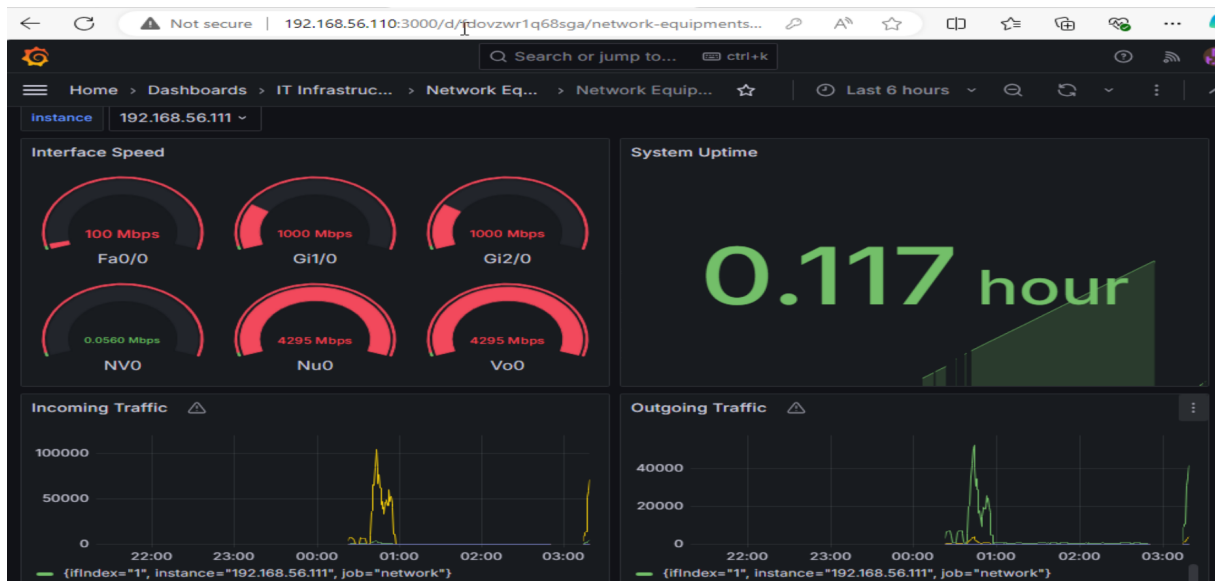 Not secure | 192.168.56.110:3000/d/fdovzwr1q68sga/network-equipments...
Search or jump to... ctrl+k
Home > Dashboards > IT Infrastruc... > Network Eq... > Network Equip... Last 6 hours
instance 192.168.56.111
Interface Speed
100 Mbps 1000 Mbps 1000 Mbps
Fa0/0 Gi1/0 Gi2/0
0.0560 Mbps 4295 Mbps 4295 Mbps
NV0 Nu0 Vo0
System Uptime
0.117 hour
Incoming Traffic
100000
50000
0
22:00 23:00 00:00 01:00 02:00 03:00
{ifIndex="1", instance="192.168.56.111", job="network"}
Outgoing Traffic
40000
20000
0
22:00 23:00 00:00 01:00 02:00 03:00
{ifIndex="1", instance="192.168.56.111", job="network"}